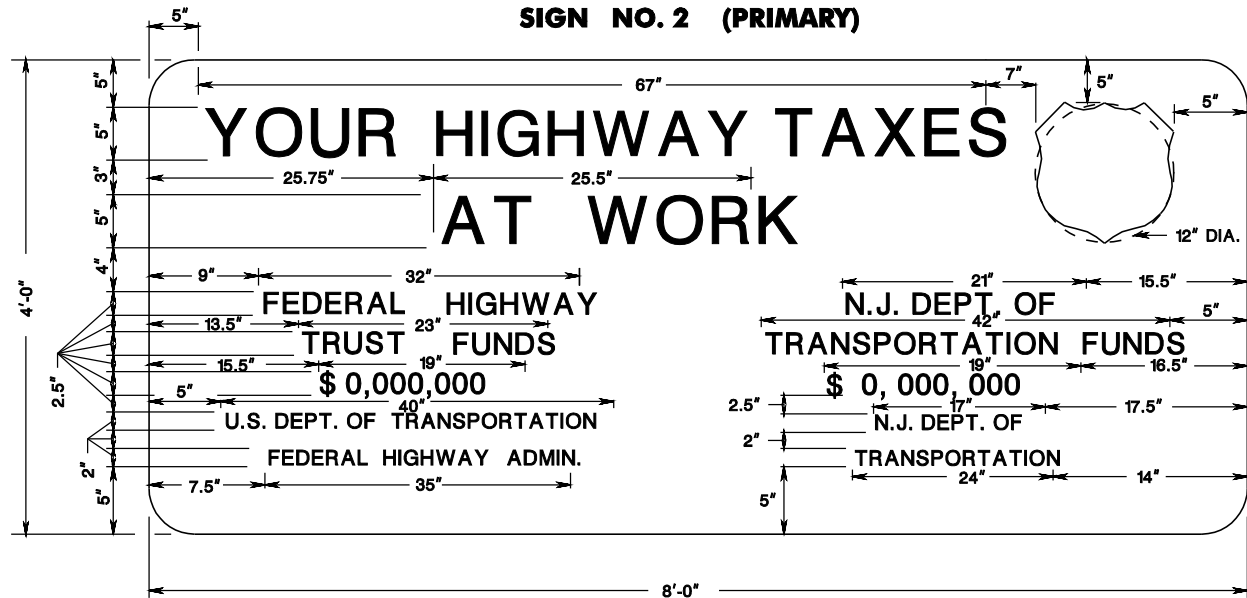 SIGN NO. 2 (PRIMARY)
5"
67" 7" 5"
5" 5"
YOUR HIGHWAY TAXES
5"
3" 25.75" 25.5"
AT WORK
5" 12" DIA.
4" 9" 32" 21" 15.5"
4'-0"
FEDERAL HIGHWAY N.J. DEPT. OF
13.5" 23" 42" 5"
TRUST FUNDS TRANSPORTATION FUNDS
15.5" 19" 19" 16.5"
2.5" $ 0,000,000 $ 0,000,000
5" 40" 2.5" 17" 17.5"
U.S. DEPT. OF TRANSPORTATION N.J. DEPT. OF
2" 2"
FEDERAL HIGHWAY ADMIN. TRANSPORTATION
5" 7.5" 35" 5" 24" 14"
8'-0"